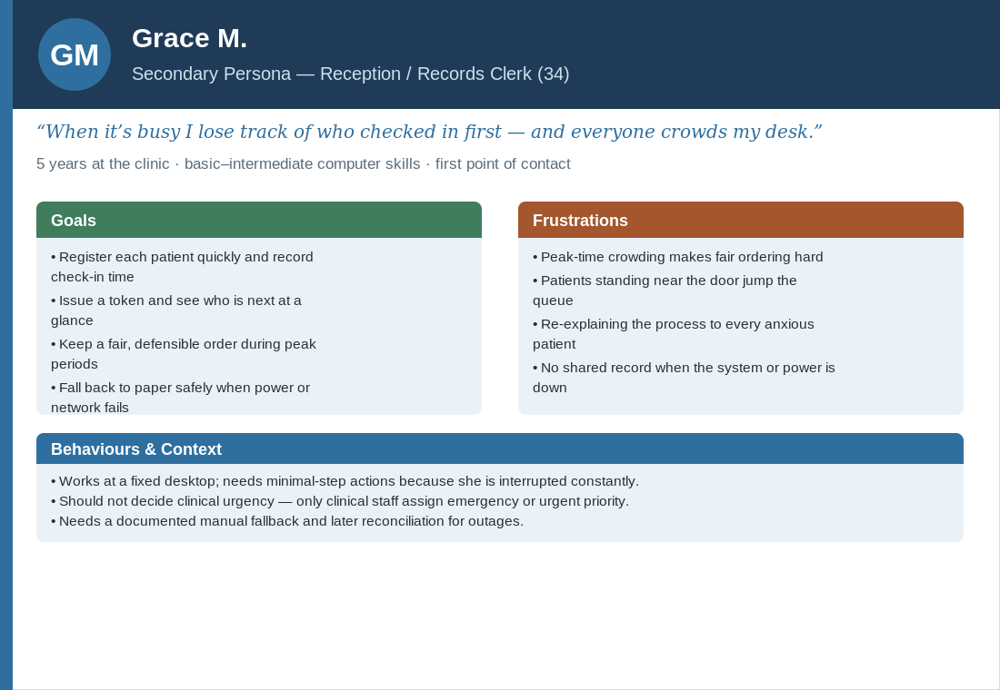 GM
Grace M.
Secondary Persona — Reception / Records Clerk (34)
“When it’s busy I lose track of who checked in first — and everyone crowds my desk.”
5 years at the clinic · basic–intermediate computer skills · first point of contact
Goals
• Register each patient quickly and record
check-in time
• Issue a token and see who is next at a
glance
• Keep a fair, defensible order during peak
periods
• Fall back to paper safely when power or
network fails
Frustrations
• Peak-time crowding makes fair ordering hard
• Patients standing near the door jump the
queue
• Re-explaining the process to every anxious
patient
• No shared record when the system or power is
down
Behaviours & Context
• Works at a fixed desktop; needs minimal-step actions because she is interrupted constantly.
• Should not decide clinical urgency — only clinical staff assign emergency or urgent priority.
• Needs a documented manual fallback and later reconciliation for outages.